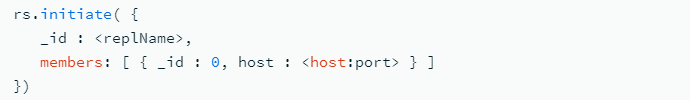 rs.initiate( {
   _id : <replName>,
   members: [ { _id : 0, host : <host:port> } ]
})